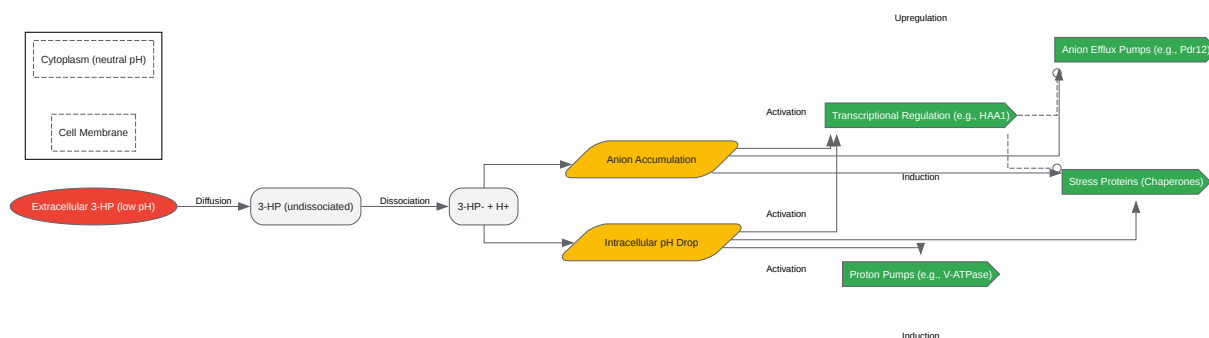 Upregulation
Anion Efflux Pumps (e.g., Pdr12)
Cytoplasm (neutral pH)
Cell Membrane
Activation
Transcriptional Regulation (e.g., HAA1)
Anion Accumulation
Induction
Stress Proteins (Chaperones)
Extracellular 3-HP (low pH)
Diffusion
3-HP (undissociated)
Dissociation
3-HP- + H+
Activation
Intracellular pH Drop
Activation
Proton Pumps (e.g., V-ATPase)
Induction